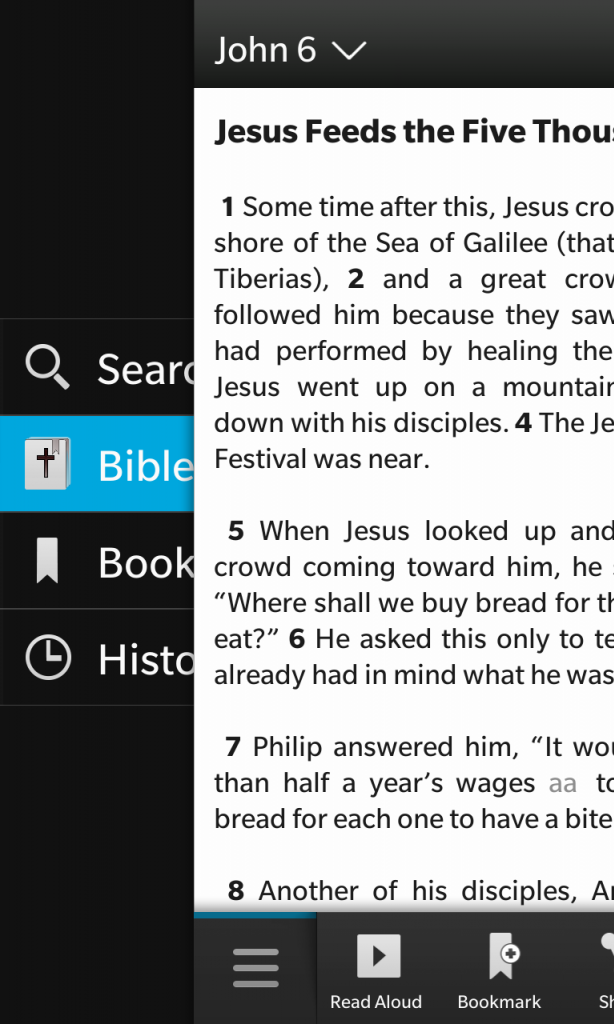 John 6
Jesus Feeds the Five Thou
1 Some time after this, Jesus cro
shore of the Sea of Galilee (that
Tiberias), 2 and a great crow
followed him because they saw
had performed by healing the
Jesus went up on a mountain
down with his disciples. 4 The Je
Festival was near.
5 When Jesus looked up and
crowd coming toward him, he
“Where shall we buy bread for th
eat?” 6 He asked this only to te
already had in mind what he was
7 Philip answered him, “It wou
than half a year’s wages aa to
bread for each one to have a bite
8 Another of his disciples, An
Searc
Bible
Book
Histo
Read Aloud
Bookmark
Sh